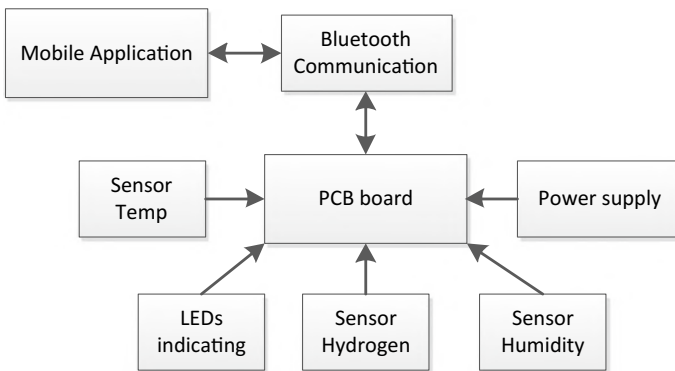 Mobile Application
Bluetooth
Communication
Sensor
Temp
PCB board
Power supply
LEDs
indicating
Sensor
Hydrogen
Sensor
Humidity